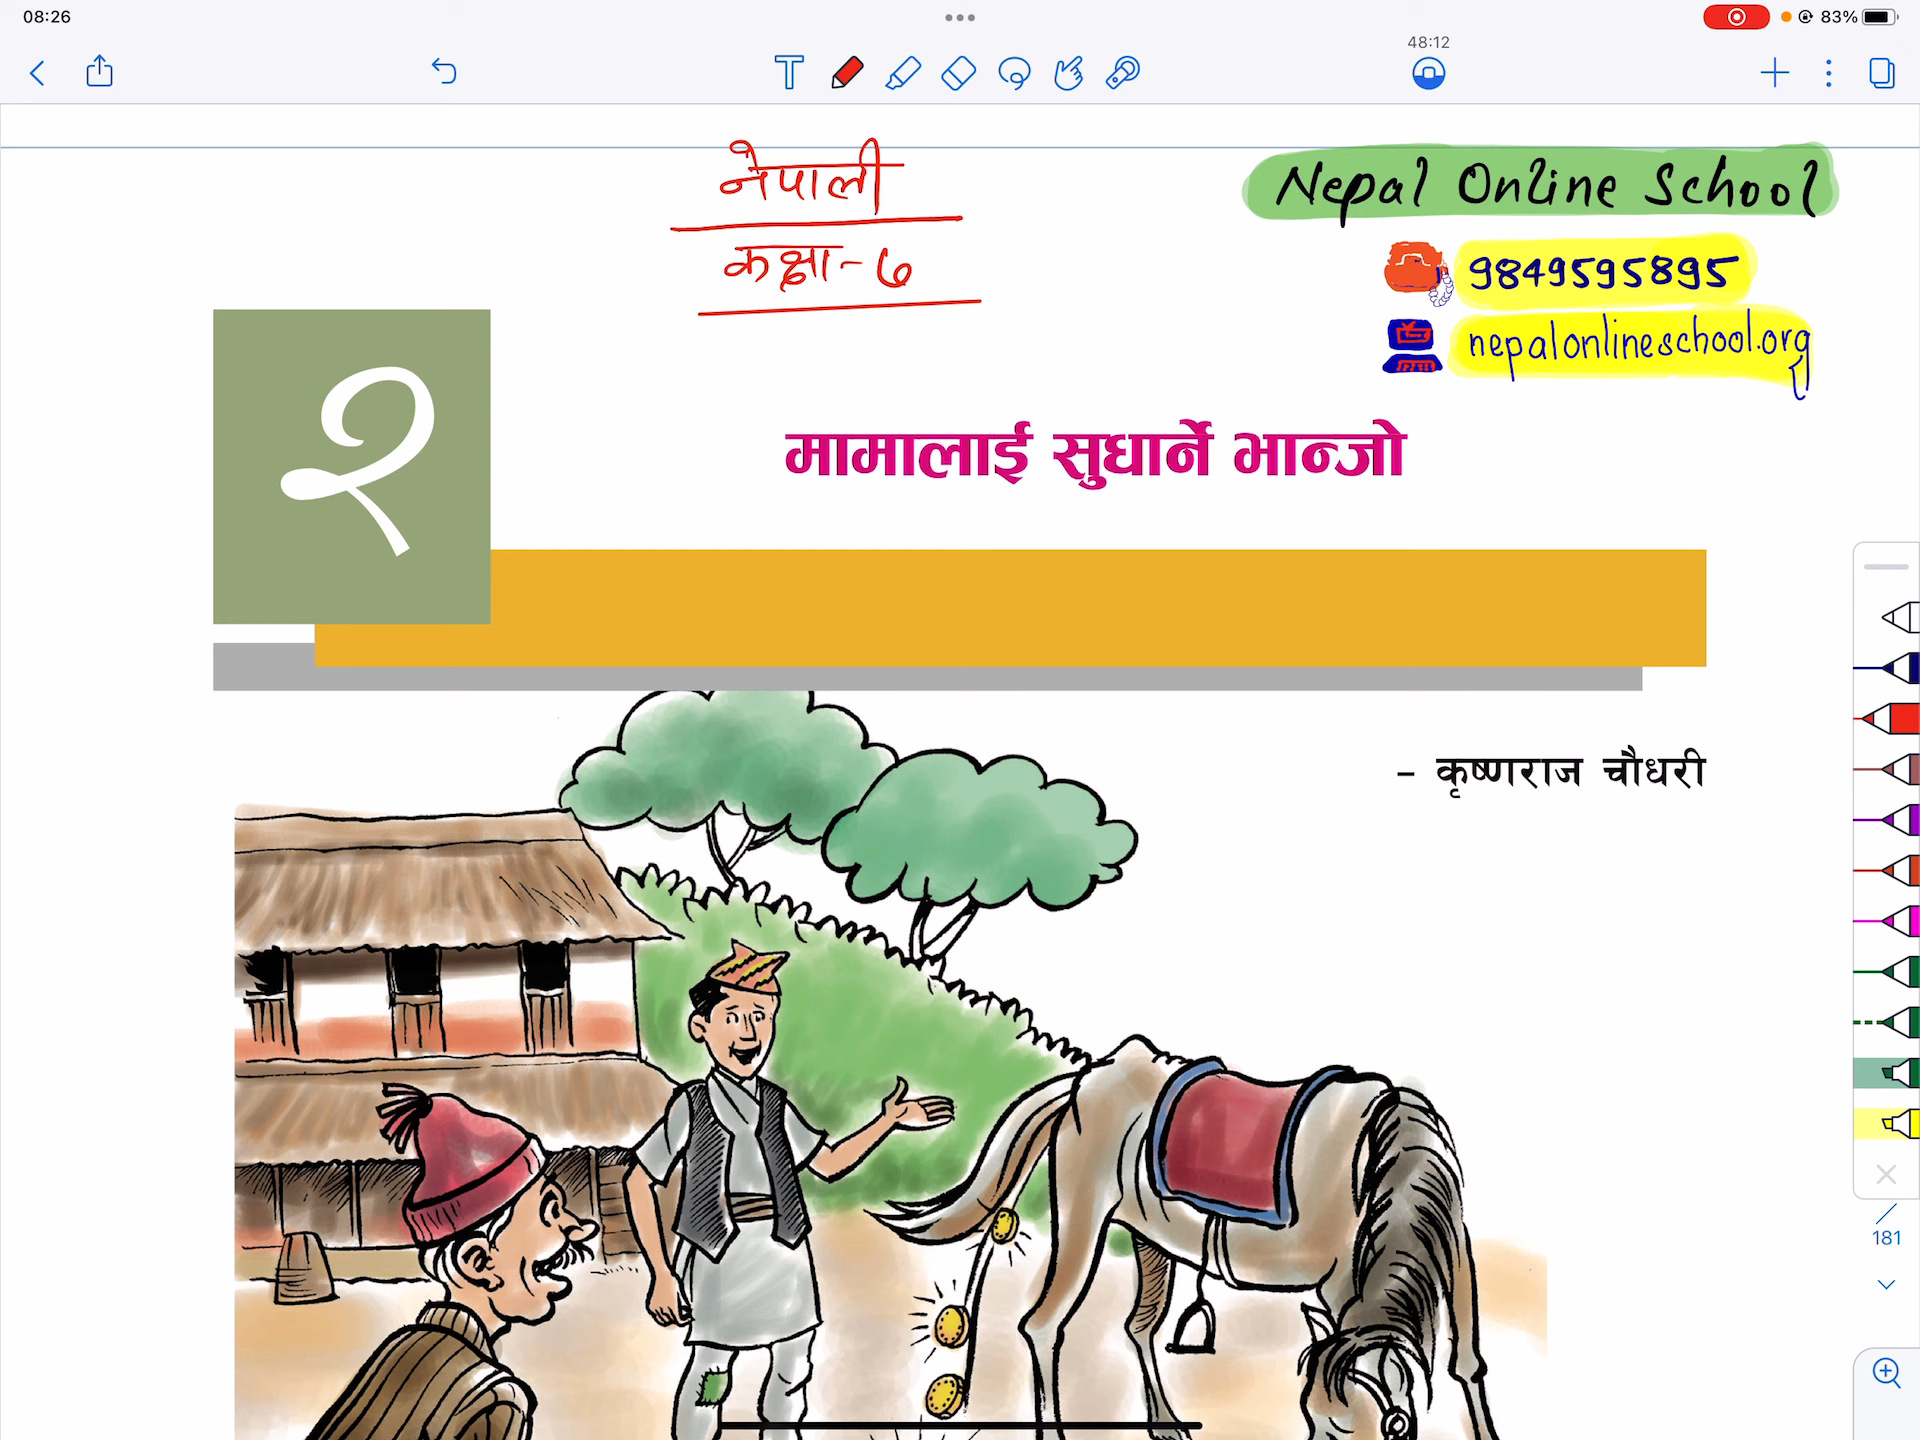 08:26
83%
48:12
नेपाली
कक्षा - ७
Nepal Online School
9849595895
nepalonlineschool.org
२
मामालाई सुधार्ने भान्जो
– कृष्णराज चौधरी
181